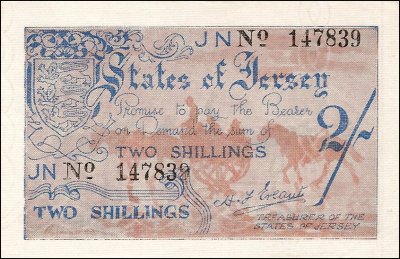 JN Nº 147839
States of Jersey
Promise to pay the Bearer
on Demand the sum of
TWO SHILLINGS
2/-
JN Nº 147839
TWO SHILLINGS
TREASURER OF THE
STATES OF JERSEY